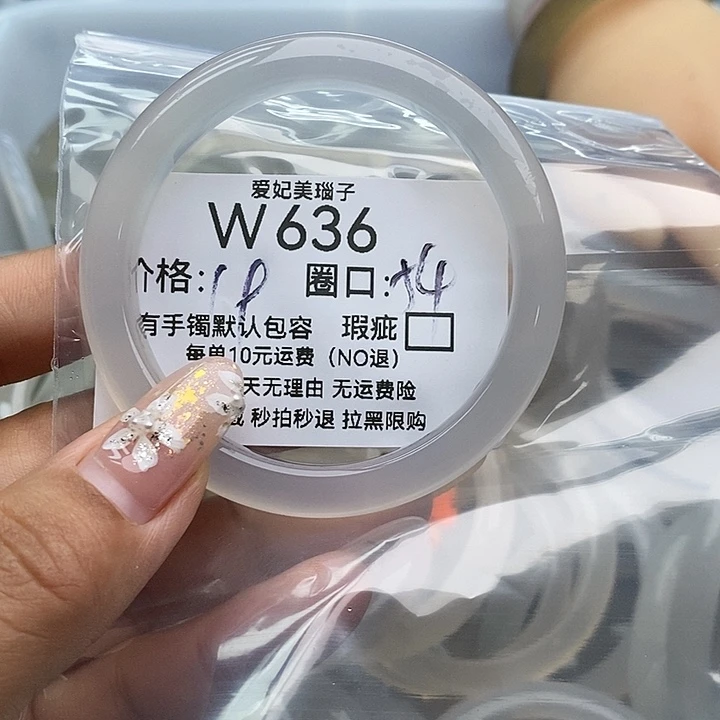 爱妃美瑙子
W636
价格:18 圈口:54
有手镯默认包容 瑕疵
每单10元运费（NO退）
天无理由 无运费险
秒拍秒退 拉黑限购